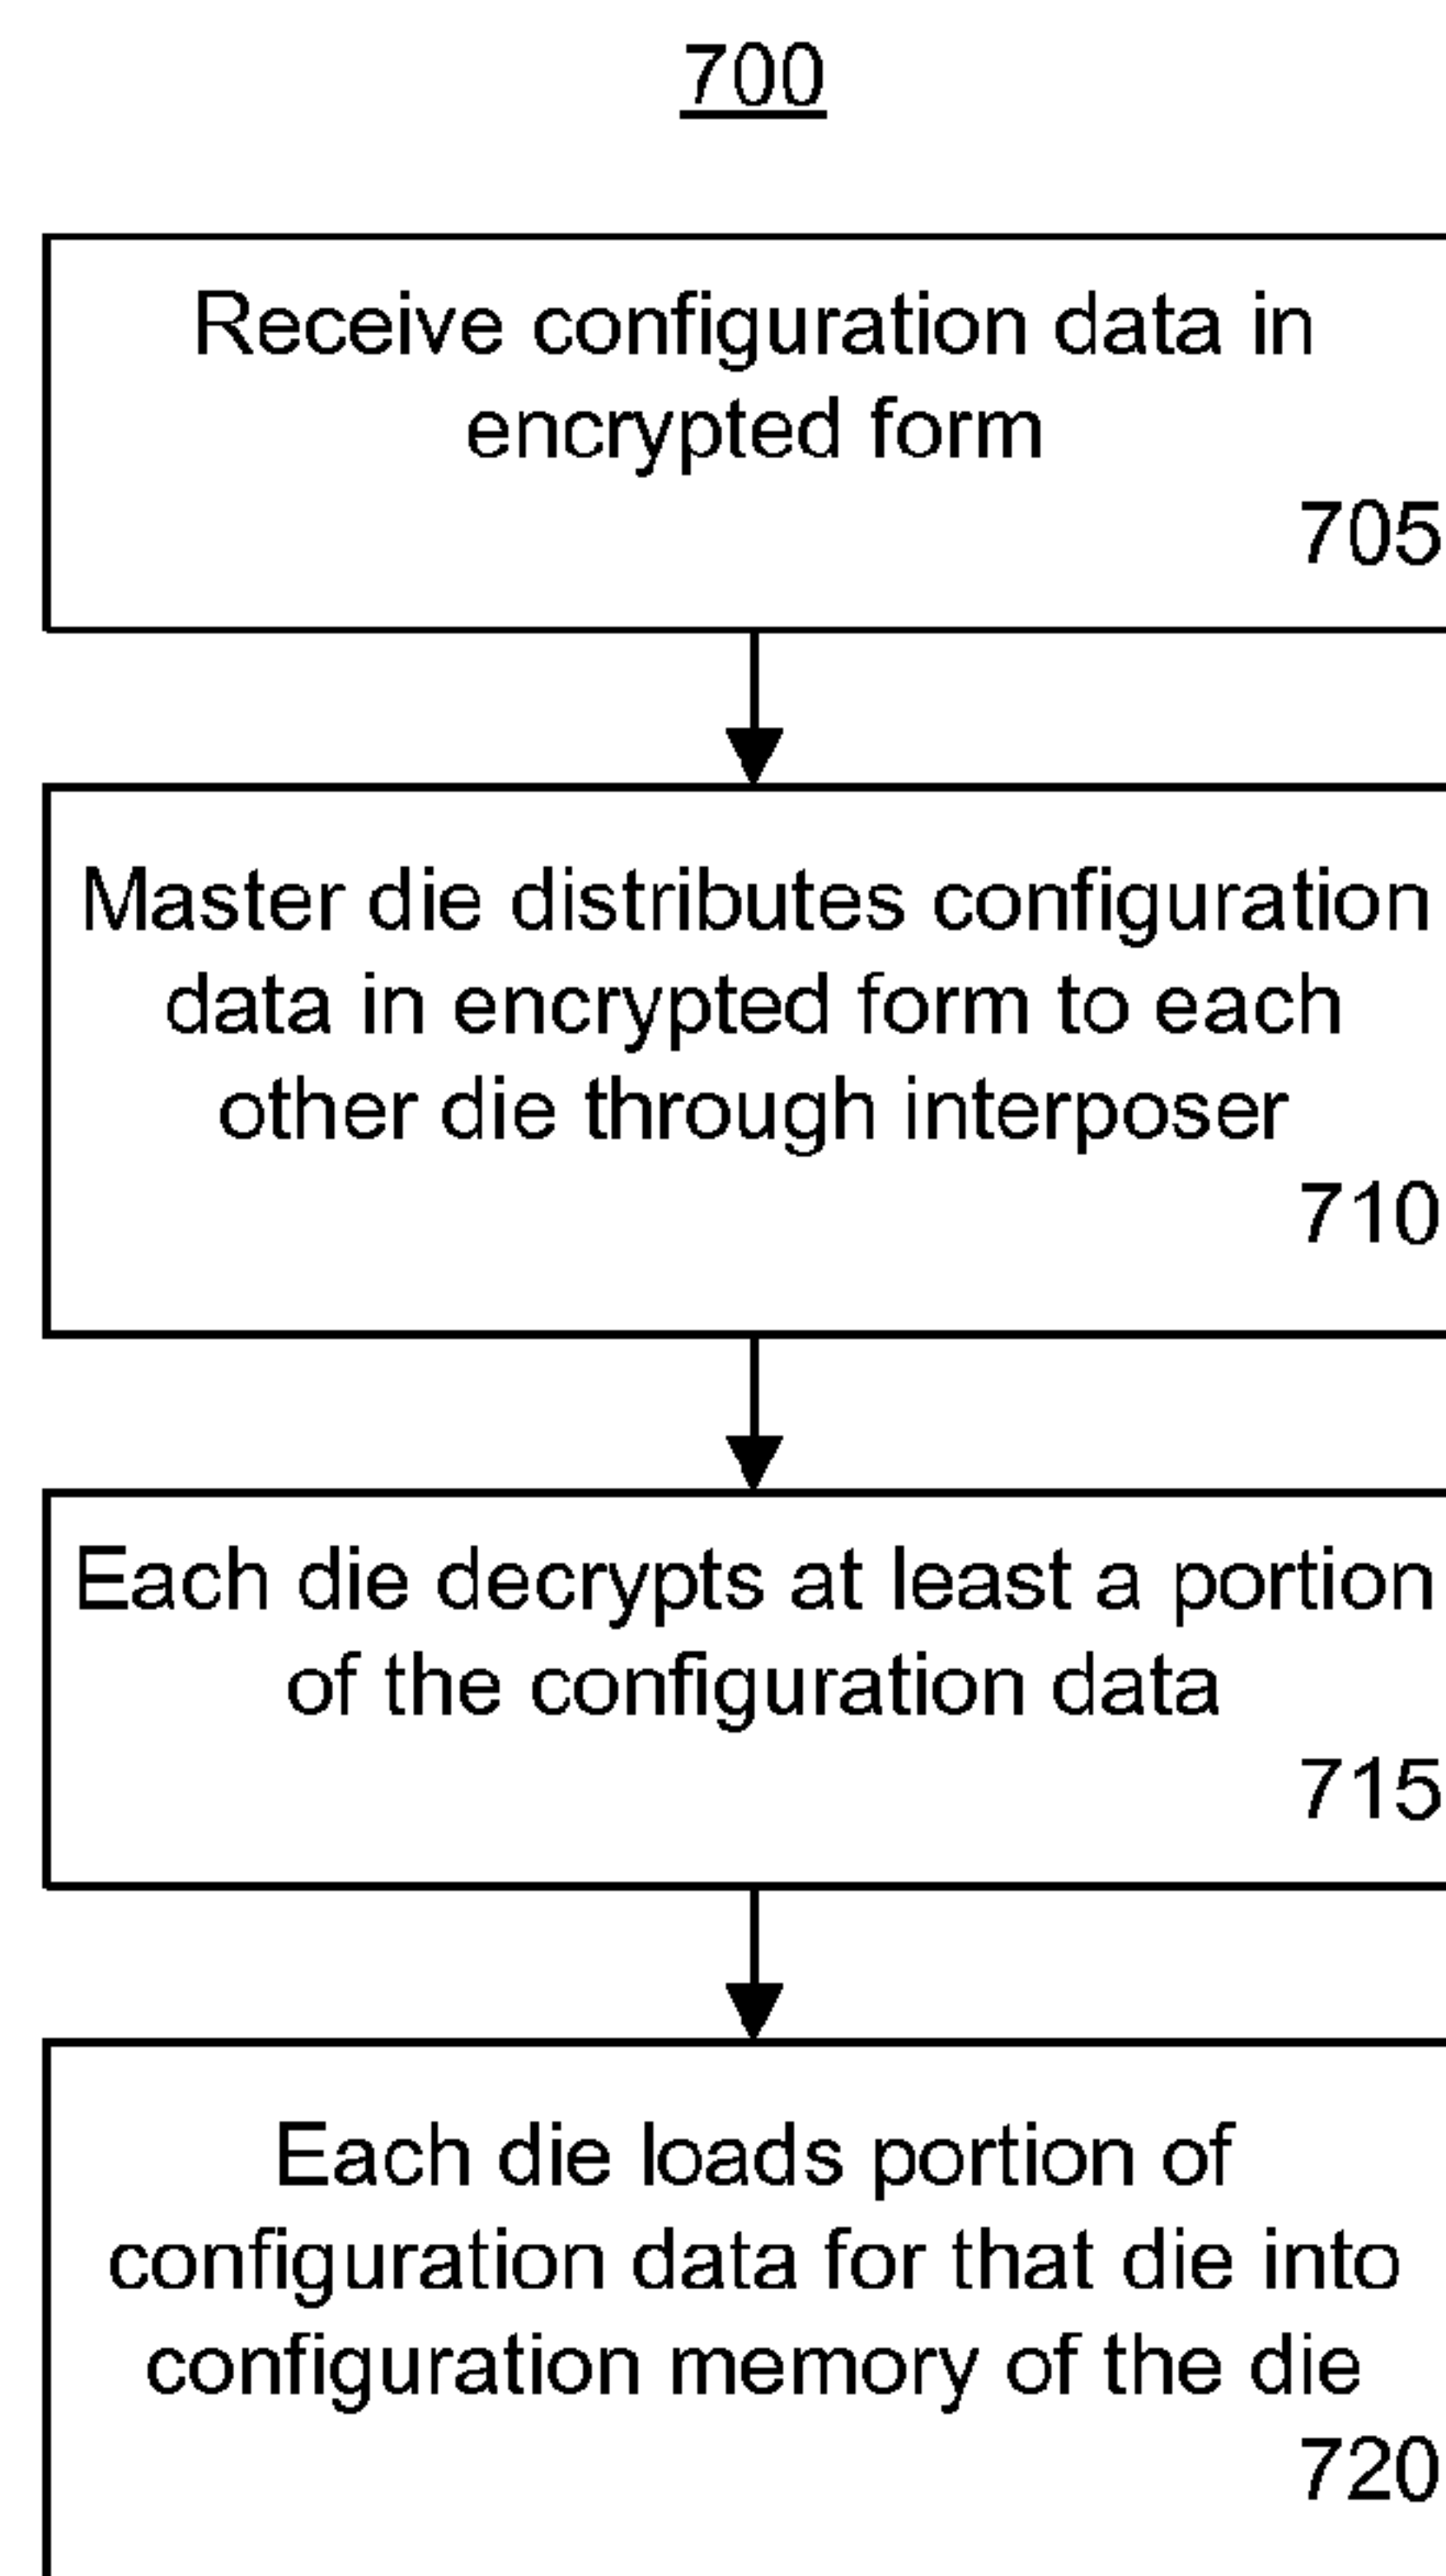 700
Receive configuration data in
encrypted form
705
Master die distributes configuration
data in encrypted form to each
other die through interposer
710
Each die decrypts at least a portion
of the configuration data
715
Each die loads portion of
configuration data for that die into
configuration memory of the die
720